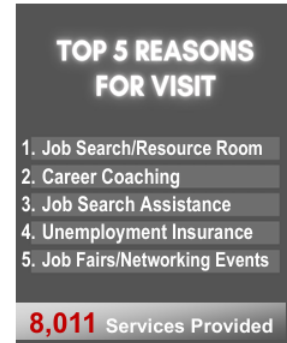 TOP 5 REASONS
FOR VISIT
1. Job Search/Resource Room
2. Career Coaching
3. Job Search Assistance
4. Unemployment Insurance
5. Job Fairs/Networking Events
8,011 Services Provided